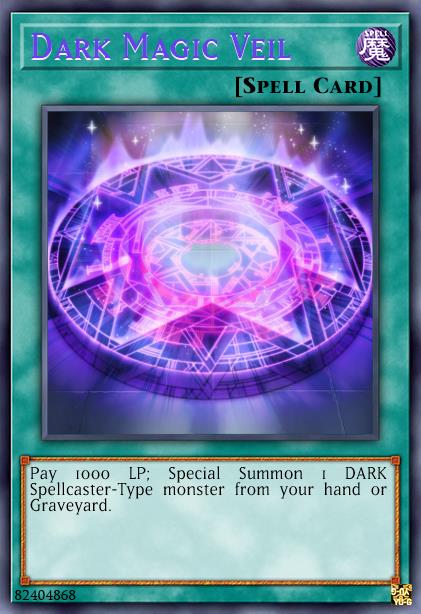 Dark Magic Veil
SPELL
魔
[Spell Card]
Pay 1000 LP; Special Summon 1 DARK
Spellcaster-Type monster from your hand or
Graveyard.
82404868